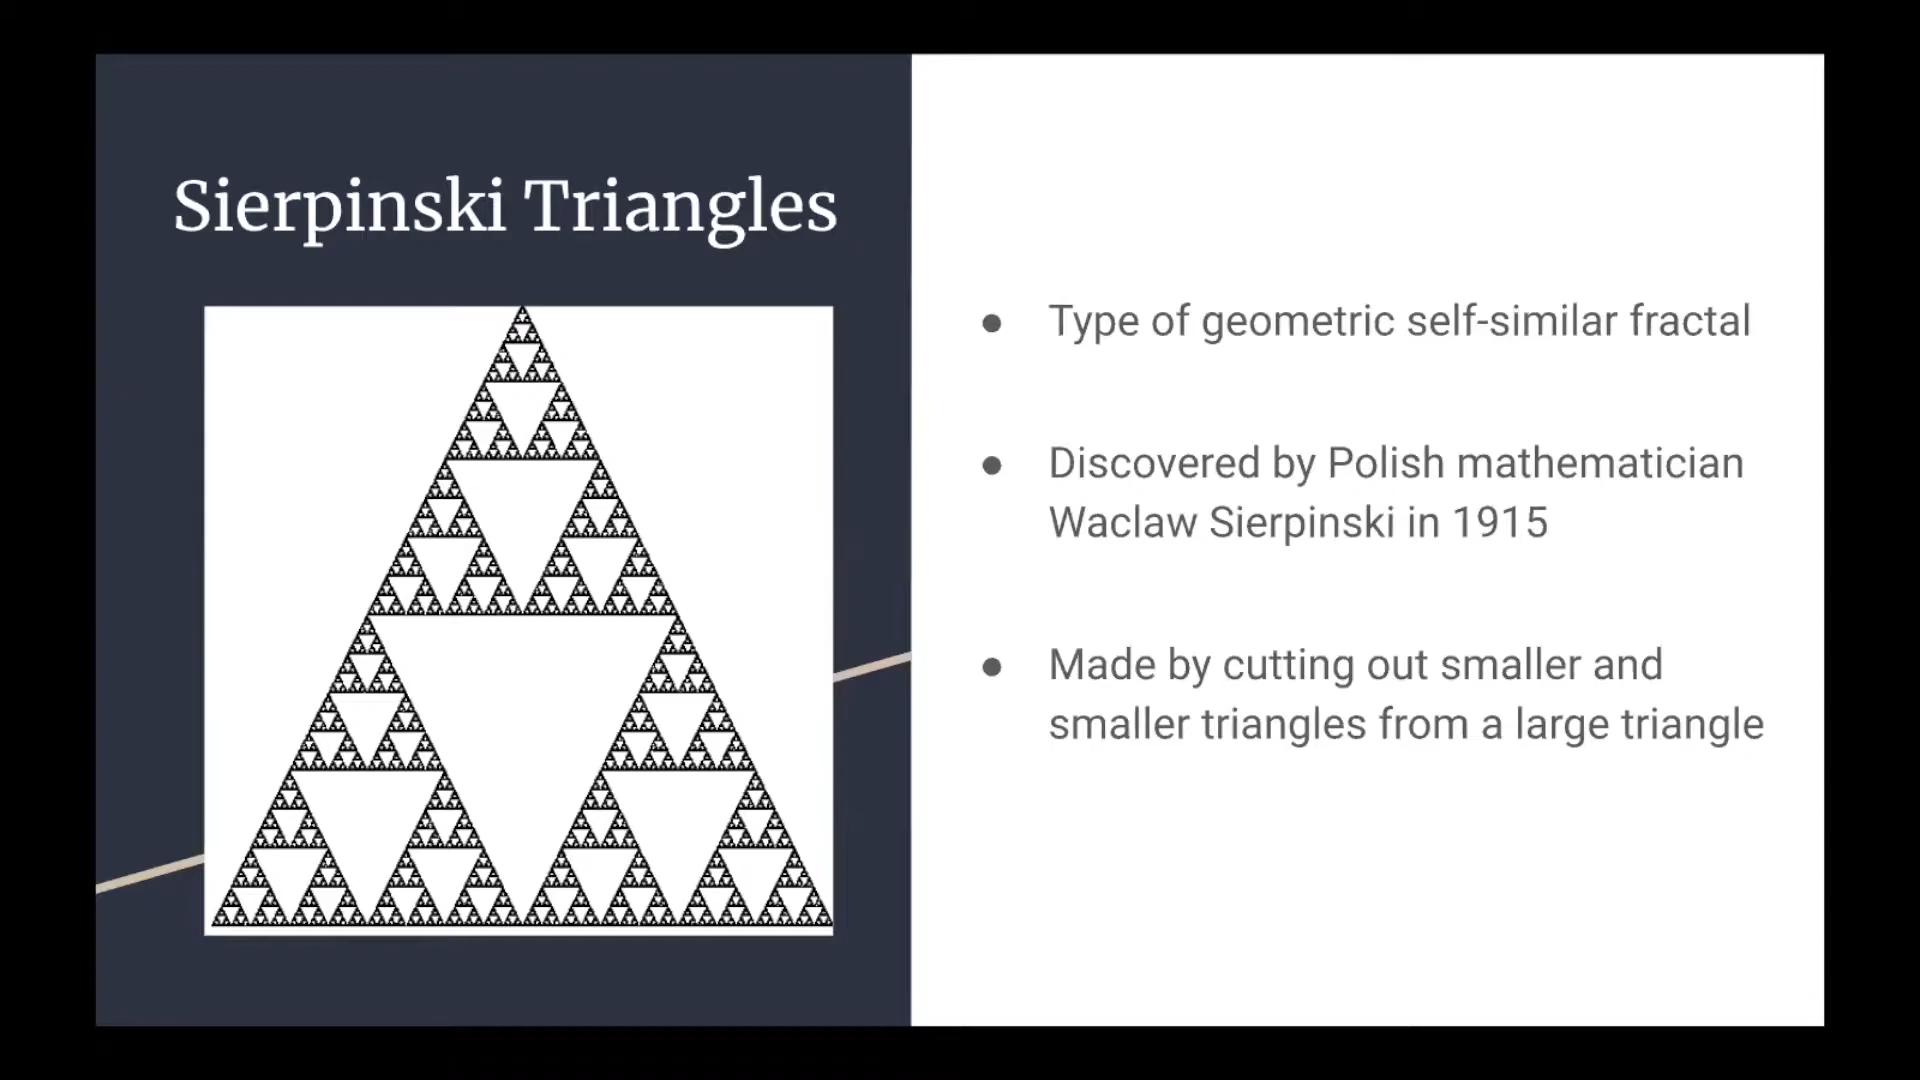 Sierpinski Triangles
● Type of geometric self-similar fractal
● Discovered by Polish mathematician
Waclaw Sierpinski in 1915
● Made by cutting out smaller and
smaller triangles from a large triangle